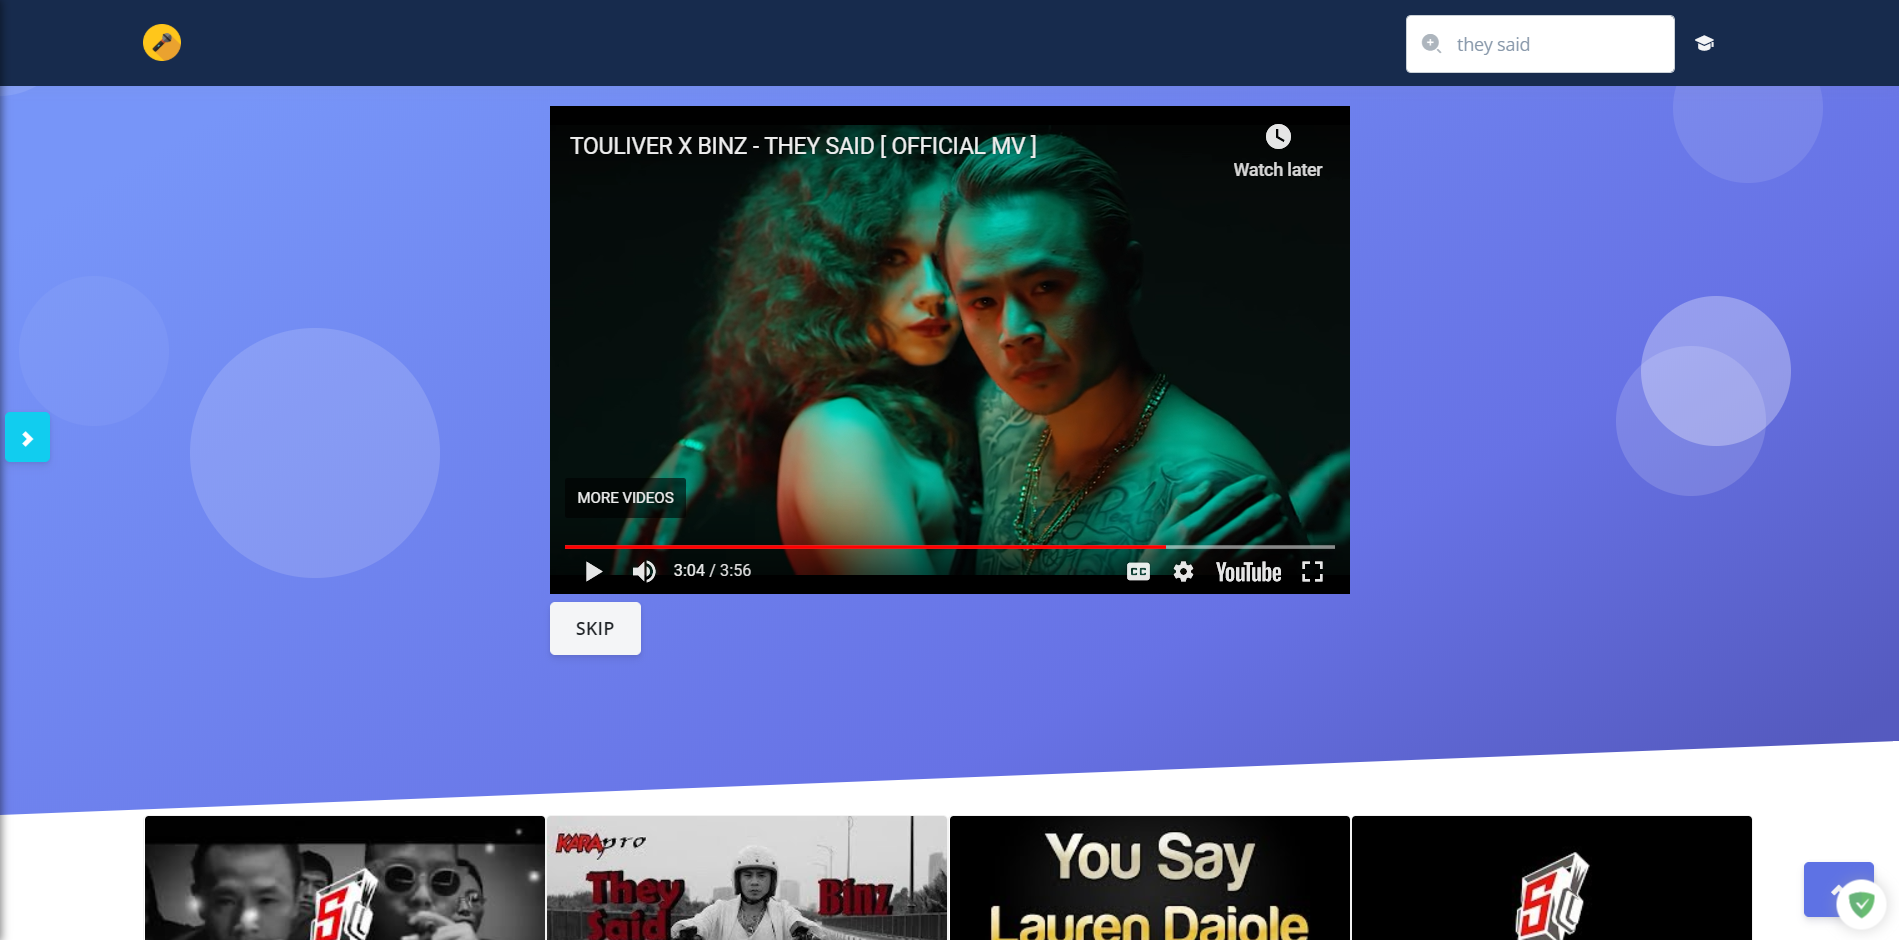 they said
TOULIVER X BINZ - THEY SAID [ OFFICIAL MV ]
Watch later
MORE VIDEOS
3:04 / 3:56
CC
YouTube
SKIP
KARApro
They Said
Binz
You Say
Lauren Daigle
S
S